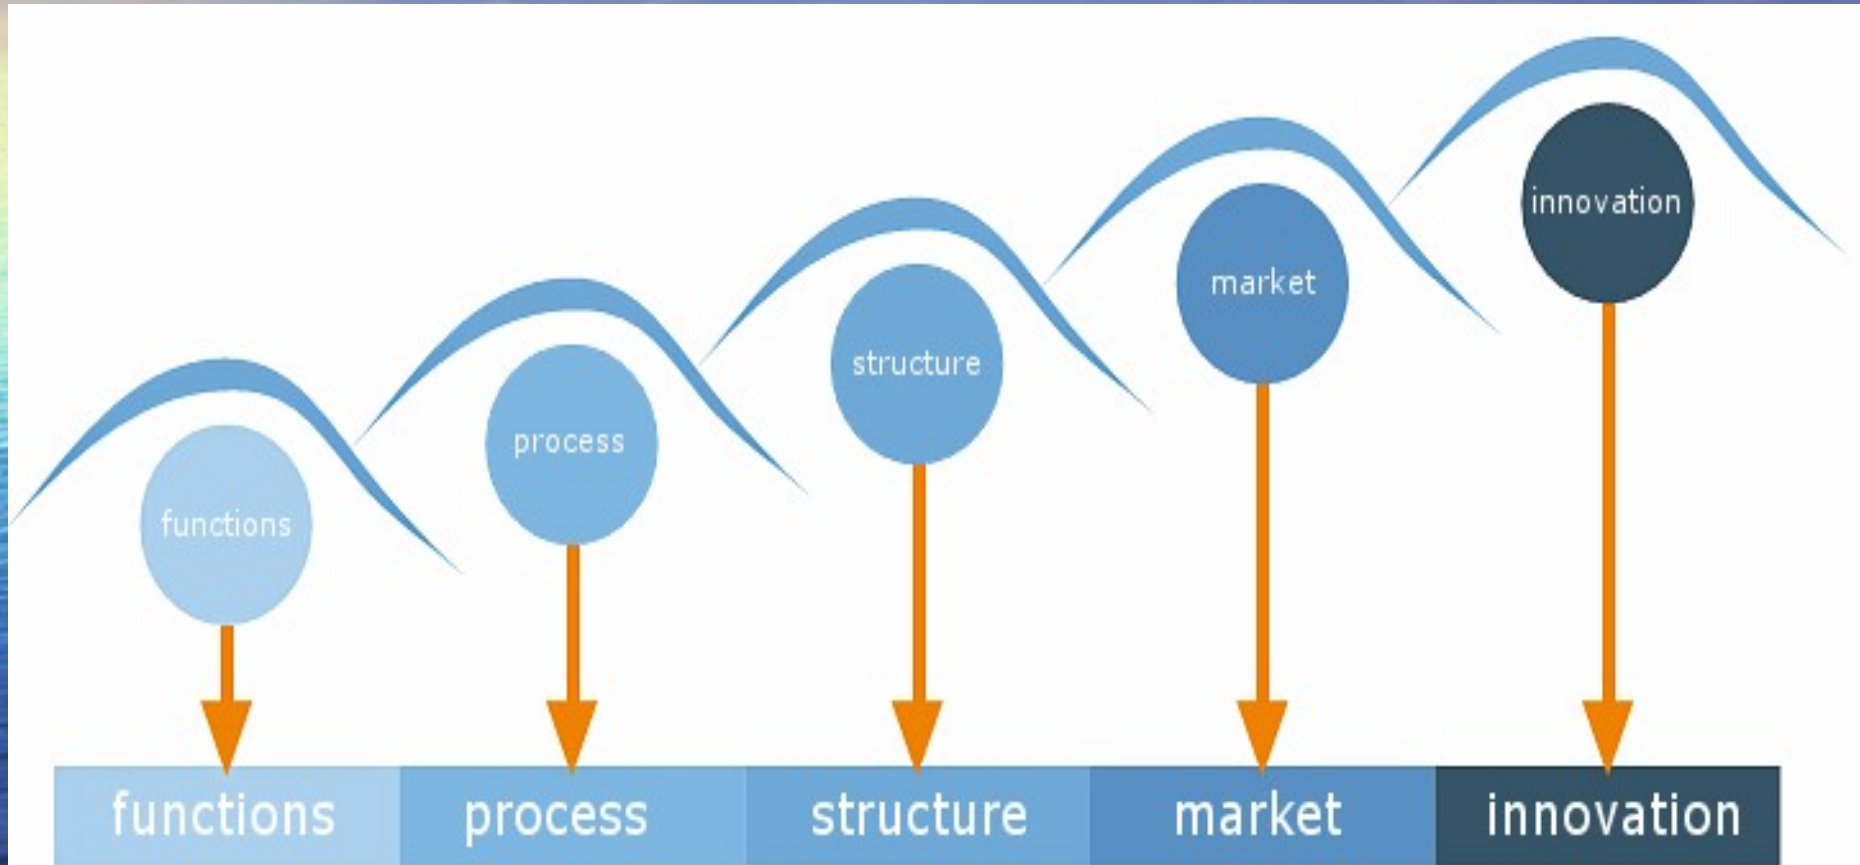 functions
process
structure
market
innovation
functions
process
structure
market
innovation